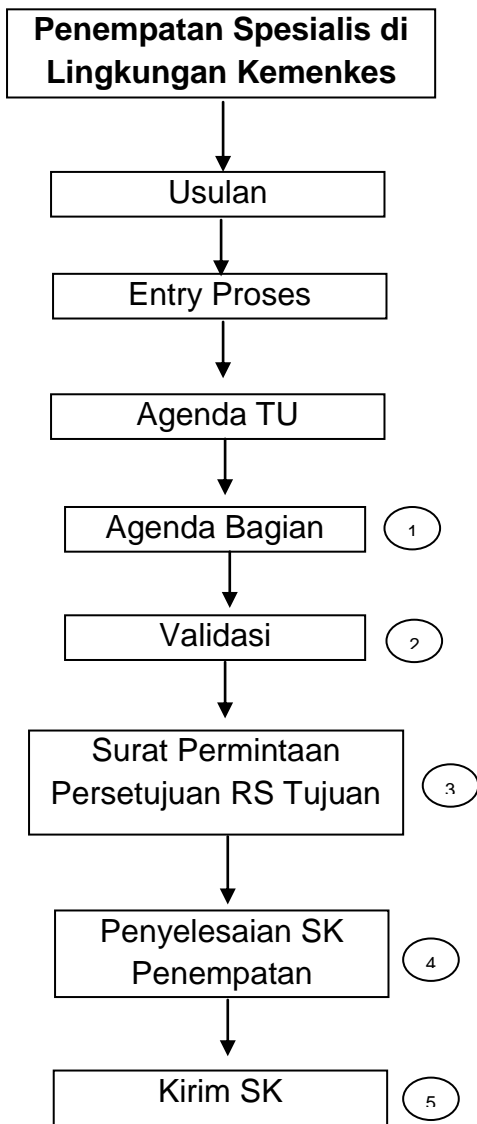 Penempatan Spesialis di
Lingkungan Kemenkes
Usulan
Entry Proses
Agenda TU
Agenda Bagian
1
Validasi
2
Surat Permintaan
Persetujuan RS Tujuan
3
Penyelesaian SK
Penempatan
4
Kirim SK
5